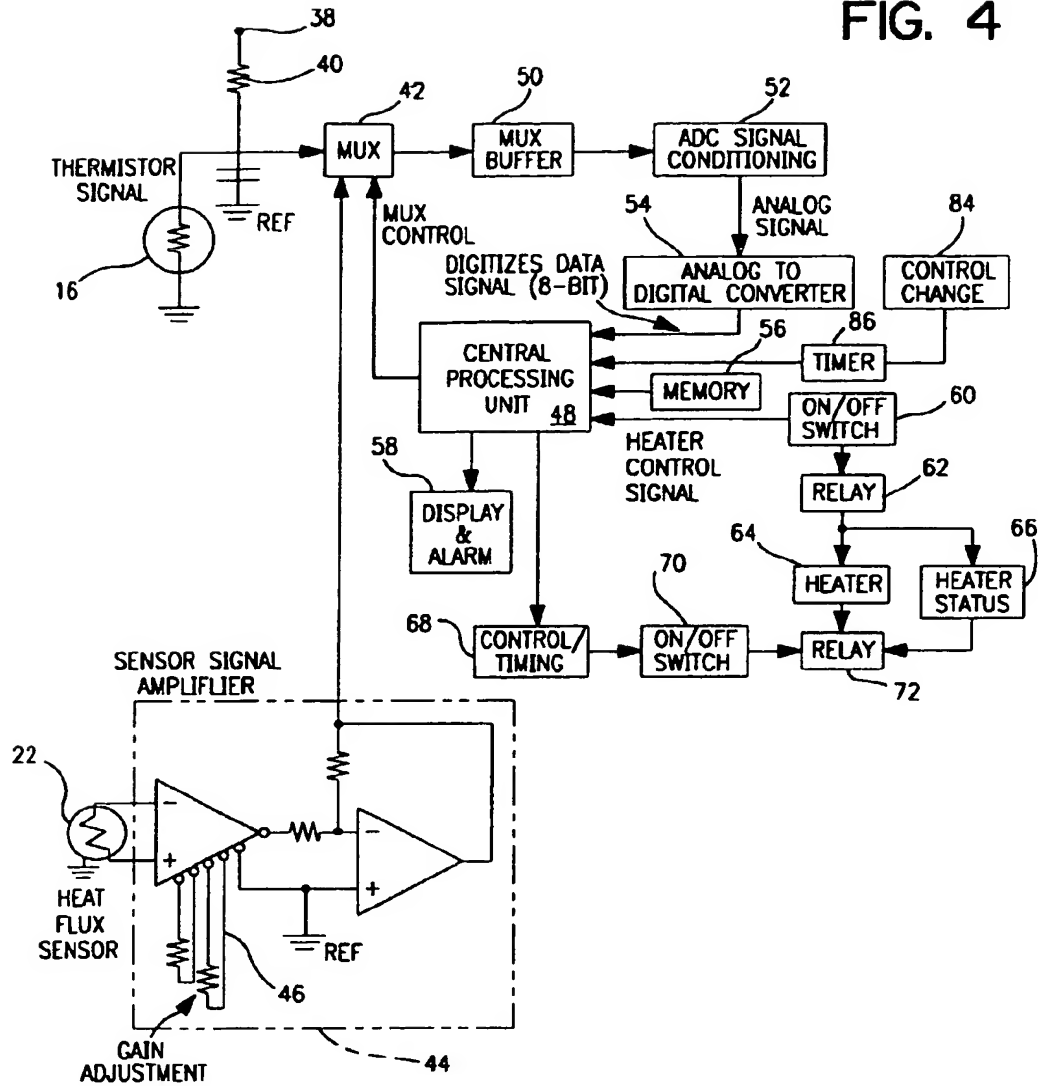 FIG. 4
38
40
42
50
52
MUX
MUX
BUFFER
ADC SIGNAL
CONDITIONING
THERMISTOR
SIGNAL
REF
16
MUX
CONTROL
ANALOG
SIGNAL
54
84
DIGITIZES DATA
SIGNAL (8-BIT)
ANALOG TO
DIGITAL CONVERTER
CONTROL
CHANGE
56
86
TIMER
CENTRAL
PROCESSING
UNIT
48
MEMORY
ON/OFF
SWITCH
60
HEATER
CONTROL
SIGNAL
58
DISPLAY
&
ALARM
RELAY
62
64
66
HEATER
HEATER
STATUS
68
CONTROL/
TIMING
70
ON/OFF
SWITCH
RELAY
72
SENSOR SIGNAL
AMPLIFLIER
22
-
+
-
+
HEAT
FLUX
SENSOR
REF
46
GAIN
ADJUSTMENT
44